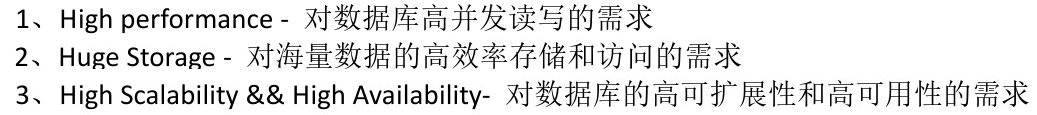 1、High performance - 对数据库高并发读写的需求
2、Huge Storage - 对海量数据的高效率存储和访问的需求
3、High Scalability && High Availability- 对数据库的高可扩展性和高可用性的需求